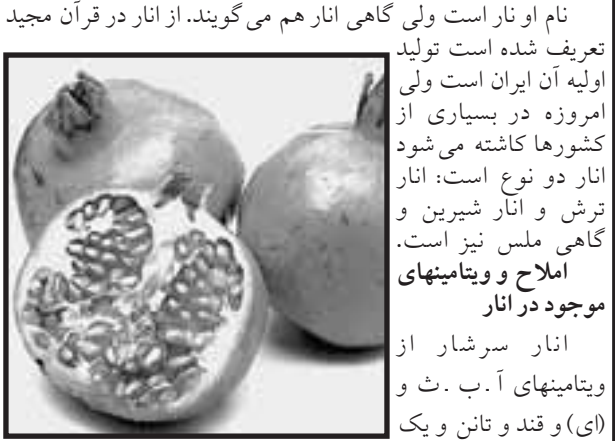 نام او نار است ولی گاهی انار هم می‌گویند. از انار در قرآن مجید
تعریف شده است تولید
اولیه آن ایران است ولی
امروزه در بسیاری از
کشورها کاشته می‌شود
انار دو نوع است: انار
ترش و انار شیرین و
گاهی ملس نیز است.
املاح و ویتامینهای
موجود در انار
انار سرشار از
ویتامینهای آ . ب . ث و
(ای) و قند و تانن و یک